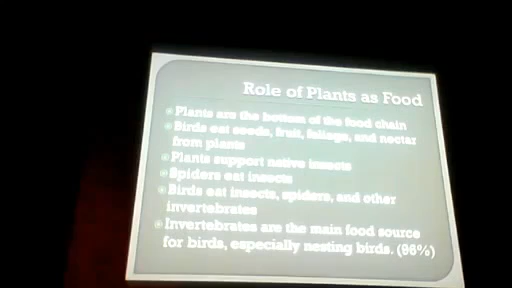 Role of Plants as Food
Plants are the bottom of the food chain
Birds eat seeds, fruit, foliage, and nectar
from plants
Plants support native insects
Spiders eat insects
Birds eat insects, spiders, and other
invertebrates
Invertebrates are the main food source
for birds, especially nesting birds. (96%)